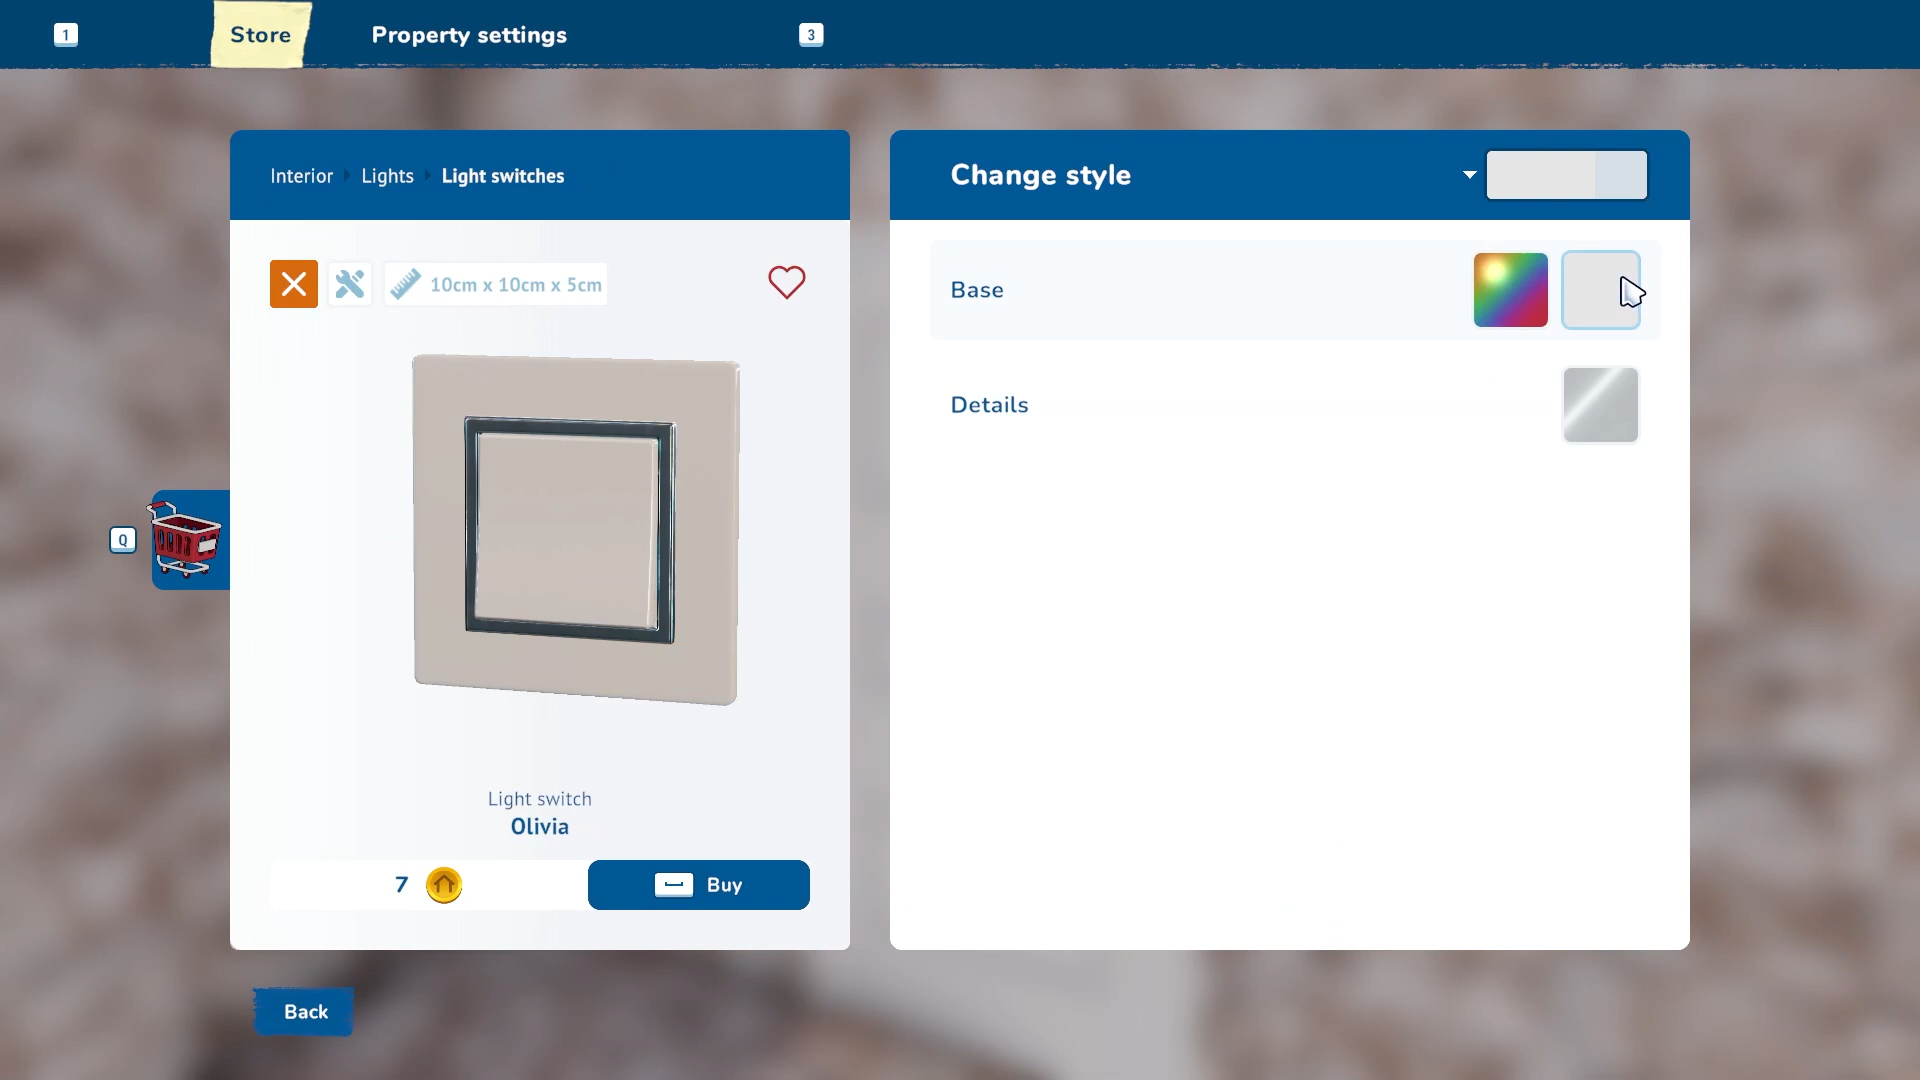 1
Store
Property settings
3
Interior
Lights
Light switches
Change style
10cm x 10cm x 5cm
Base
Details
Q
Light switch
Olivia
7
Buy
Back